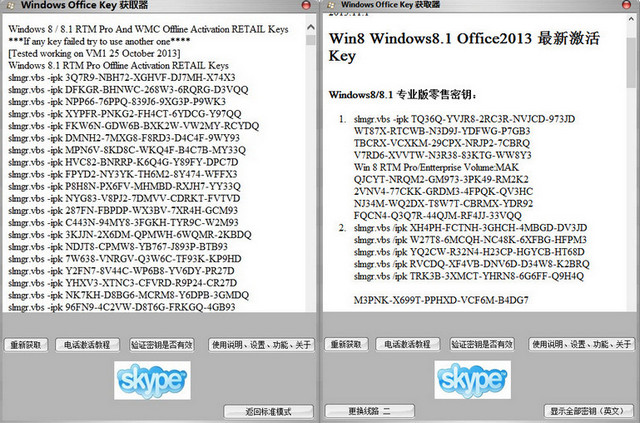 Windows Office Key 获取器
Windows 8 / 8.1 RTM Pro And WMC Offline Activation RETAIL Keys
***If any key failed try to use another one****
[Tested working on VM1 25 October 2013]
Windows 8.1 RTM Pro Offline Activation RETAIL Keys
slmgr.vbs -ipk 3Q7R9-NBH72-XGHVF-DJ7MH-X74X3
slmgr.vbs -ipk DFKGR-BHNWC-268W3-6RQRG-D3VQQ
slmgr.vbs -ipk NPP66-76PPQ-839J6-9XG3P-P9WK3
slmgr.vbs -ipk XYPFR-PNKG2-FH4CT-6YDCG-Y97QQ
slmgr.vbs -ipk FKW6N-GDW6B-BXK2W-VW2MY-RCYDQ
slmgr.vbs -ipk DMNH2-7MXG8-F8RD3-D4C4F-9WY93
slmgr.vbs -ipk MPN6V-8KD8C-WKQ4F-B4C7B-MY33Q
slmgr.vbs -ipk HVC82-BNRRP-K6Q4G-Y89FY-DPC7D
slmgr.vbs -ipk FPYD2-NY3YK-TH6M2-8Y474-WFFX3
slmgr.vbs -ipk P8H8N-PX6FV-MHMBD-RXJH7-YY33Q
slmgr.vbs -ipk NYG83-V8PJ2-7DMVV-CDRKT-FVTVD
slmgr.vbs -ipk 287FN-FBPDP-WX3BV-7XR4H-GCM93
slmgr.vbs -ipk C443N-94MY8-3FGKH-TYR9C-W2M93
slmgr.vbs -ipk 3KJJN-2X6DM-QPMWH-6WQMR-2KBDQ
slmgr.vbs -ipk NDJT8-CPMW8-YB767-J893P-BTB93
slmgr.vbs -ipk 7W638-VNRGV-Q3W6C-TF93K-KP9HD
slmgr.vbs -ipk Y2FN7-8V44C-WP6B8-YV6DY-PR27D
slmgr.vbs -ipk YHXV3-XTNC3-CFVRD-R9P24-CR27D
slmgr.vbs -ipk NK7KH-D8BG6-MCRM8-Y6DPB-3GMDQ
slmgr.vbs -ipk 96FN9-4C2VW-D8T6G-FRKGQ-4GB93
重新获取
电话激活教程
验证密钥是否有效
使用说明、设置、功能、关于
skype
返回标准模式
Windows Office Key 获取器
2013.11.1
Win8 Windows8.1 Office2013 最新激活
Key
Windows8/8.1 专业版零售密钥：
1. slmgr.vbs /ipk TQ36Q-YVJR8-2RC3R-NVJCD-973JD
WT87X-RTCWB-N3D9J-YDFWG-P7GB3
TBCRX-VCXKM-29CPX-NRJP2-7CBRQ
V7RD6-XVVTW-N3R38-83KTG-WW8Y3
Win 8 RTM Pro/Entterprise Volume:MAK
QJCYT-NRQM2-GM973-3PK49-RM2K2
2VNV4-77CKK-GRDM3-4FPQK-QV3HC
NJ34M-WQ2DX-T8W7T-CBRMX-YDR92
FQCN4-Q3Q7R-44QJM-RF4JJ-33VQQ
2. slmgr.vbs /ipk XH4PH-FCTNH-3GHCH-4MBGD-DV3JD
slmgr.vbs /ipk W27T8-6MCQH-NC48K-6XFBG-HFPM3
slmgr.vbs /ipk YQ2CW-R32N4-H23CP-HGYCB-HT68D
slmgr.vbs /ipk RVCDQ-XF4VB-DNV6D-D34W8-K2BRQ
slmgr.vbs /ipk TRK3B-3XMCT-YHRN8-6G6FF-Q9H4Q
M3PNK-X699T-PPHXD-VCF6M-B4DG7
重新获取
电话激活教程
验证密钥是否有效
使用说明、设置、功能、关于
skype
更换线路 二
显示全部密钥（英文）